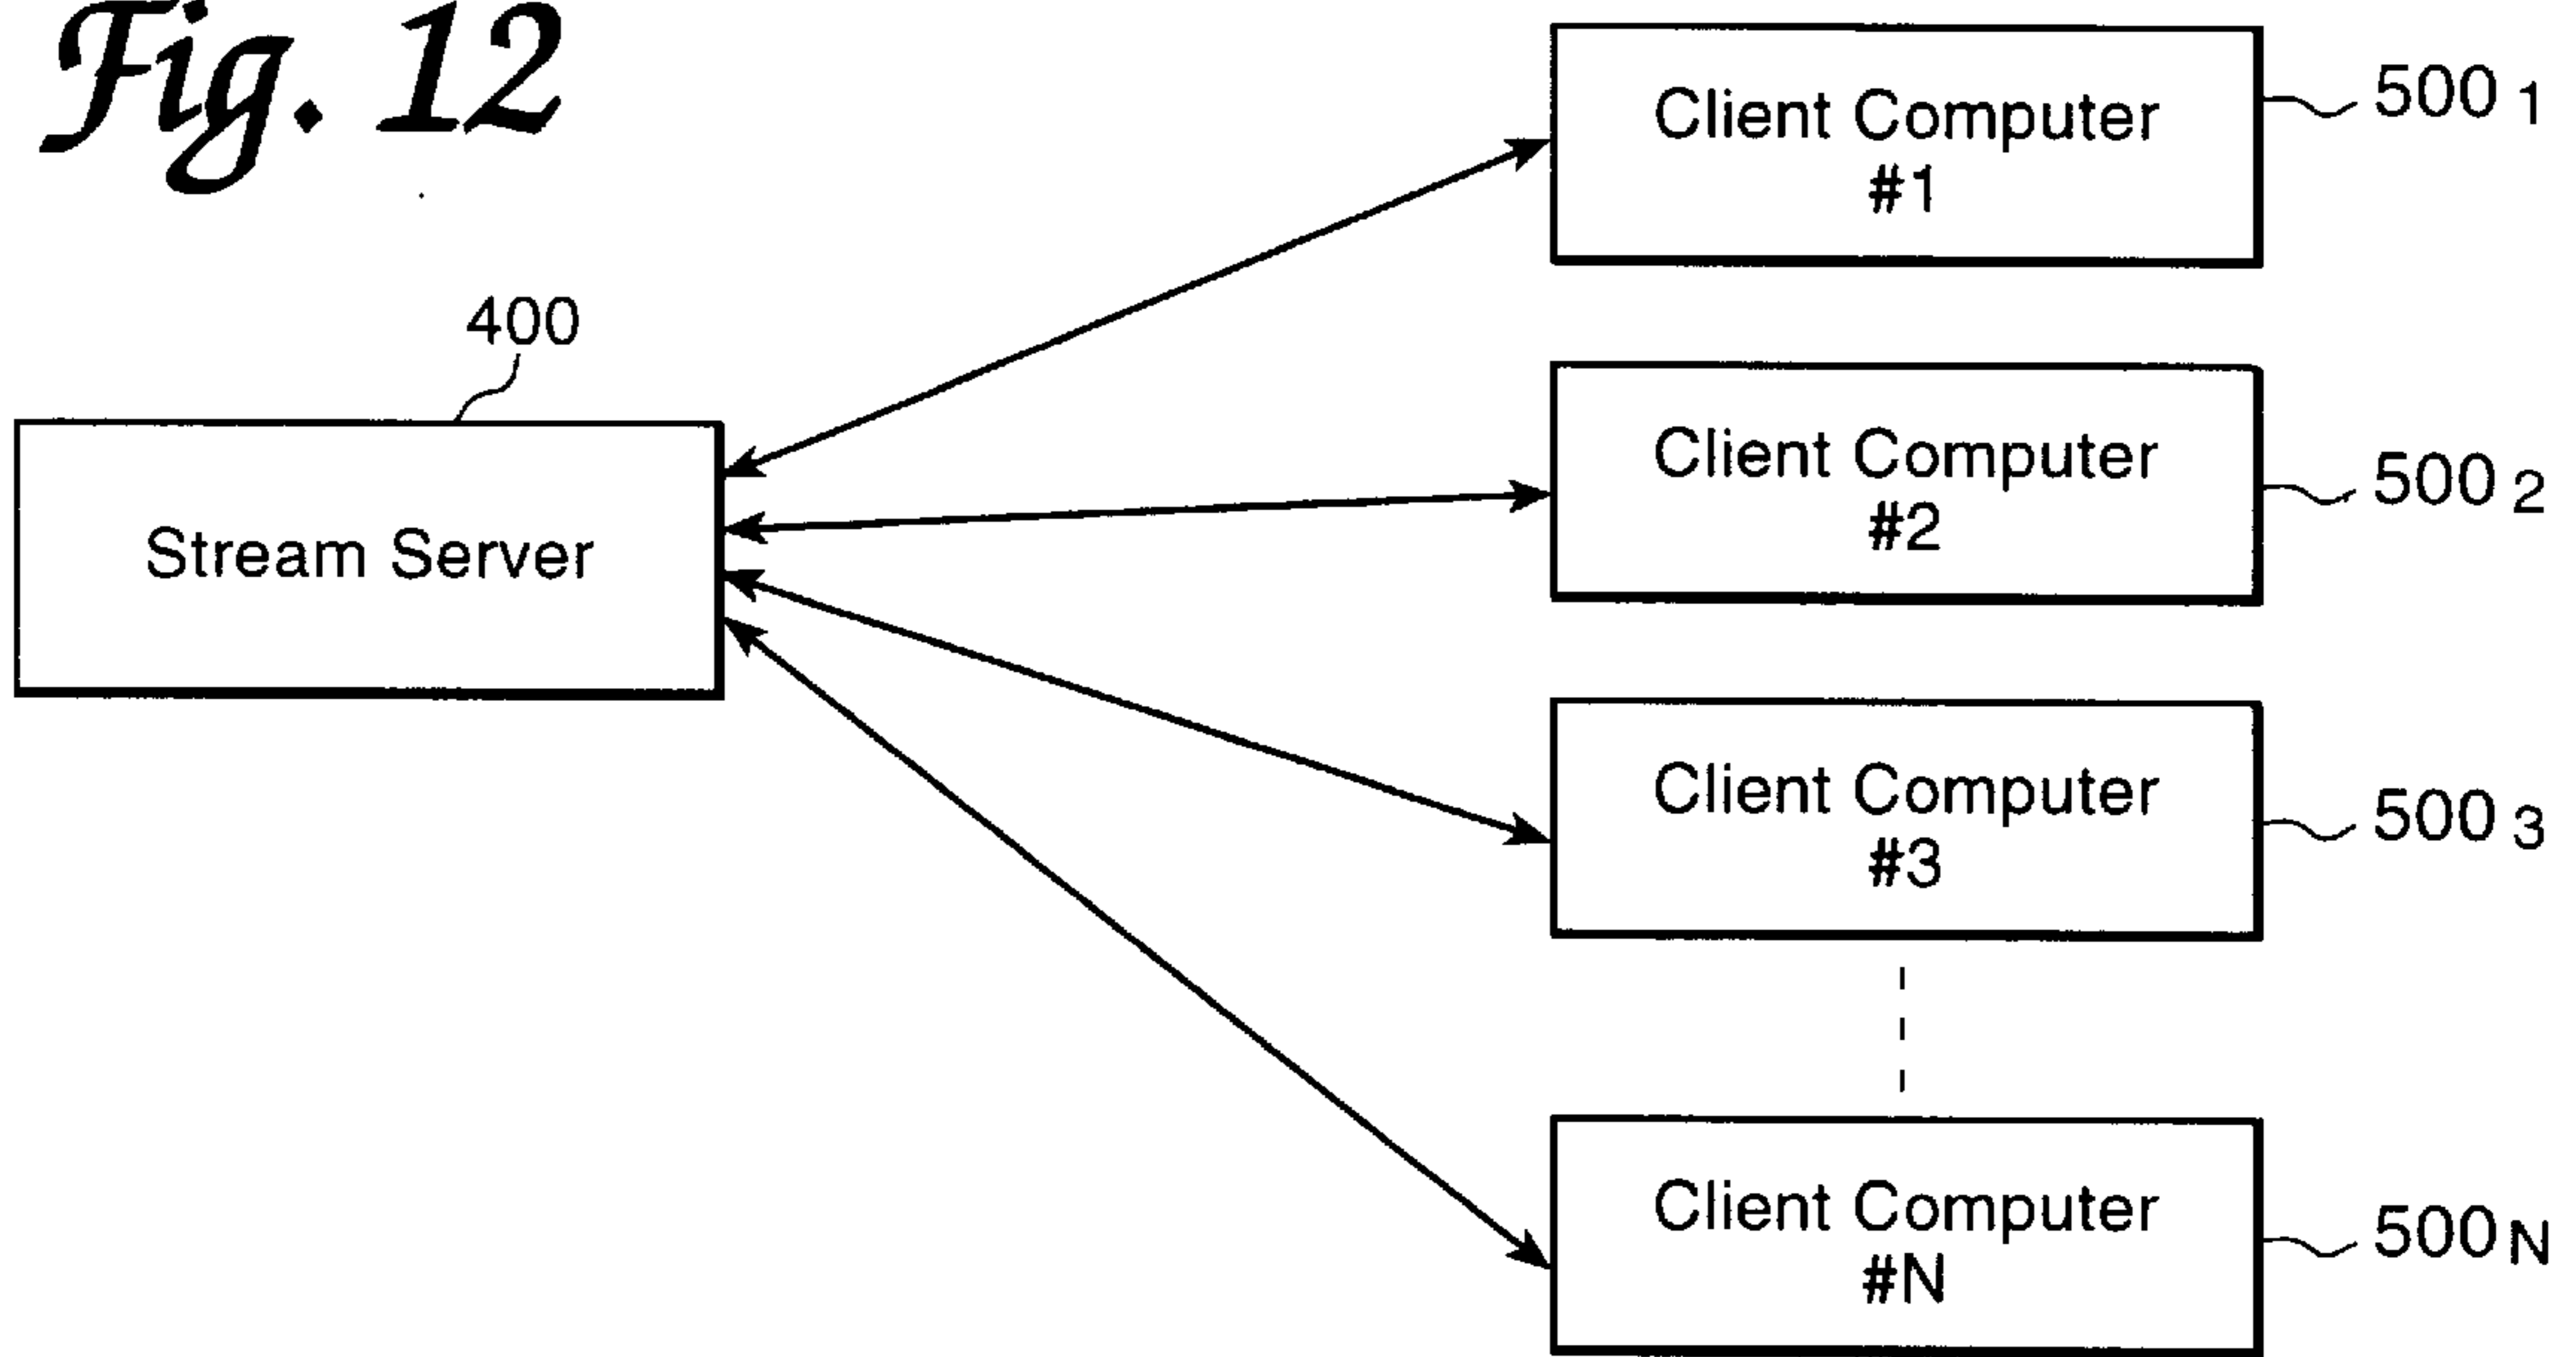 Fig. 12
Client Computer
#1
500 1
400
Client Computer
#2
500 2
Stream Server
Client Computer
#3
500 3
Client Computer
#N
500 N